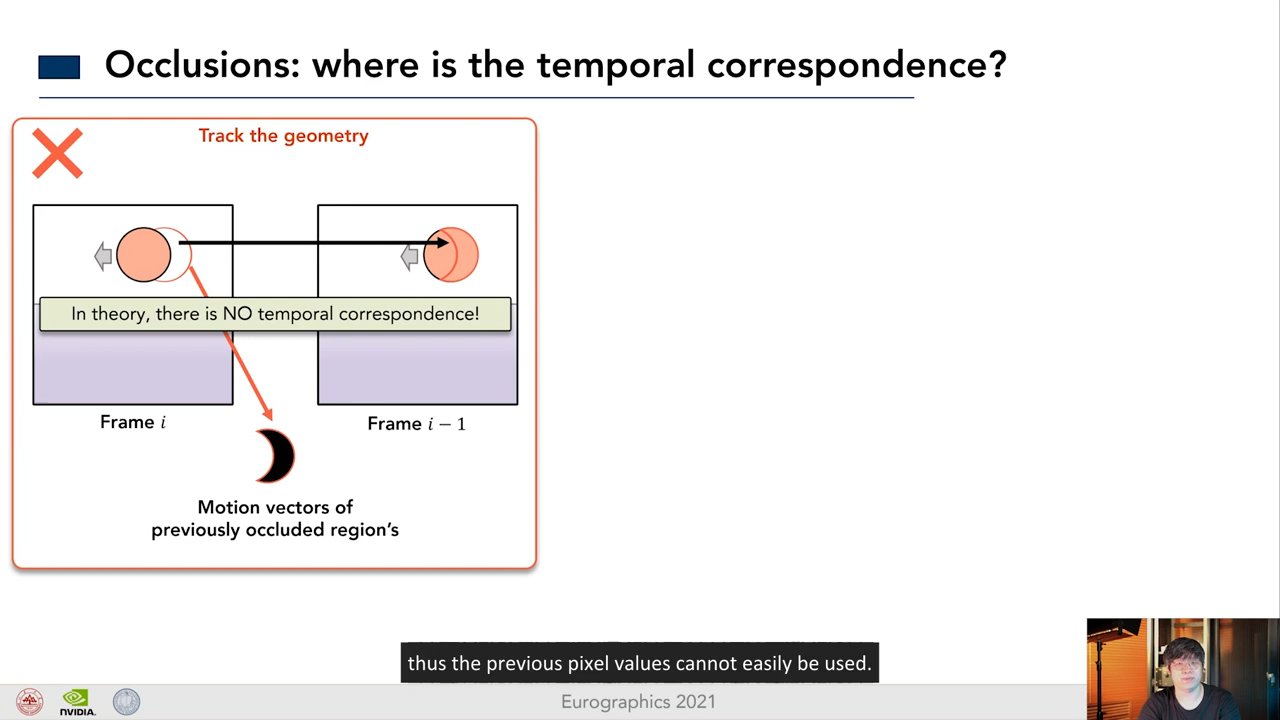 Occlusions: where is the temporal correspondence?
Track the geometry
In theory, there is NO temporal correspondence!
Frame i
Frame i − 1
Motion vectors of
previously occluded region's
thus the previous pixel values cannot easily be used.
NVIDIA.
Eurographics 2021